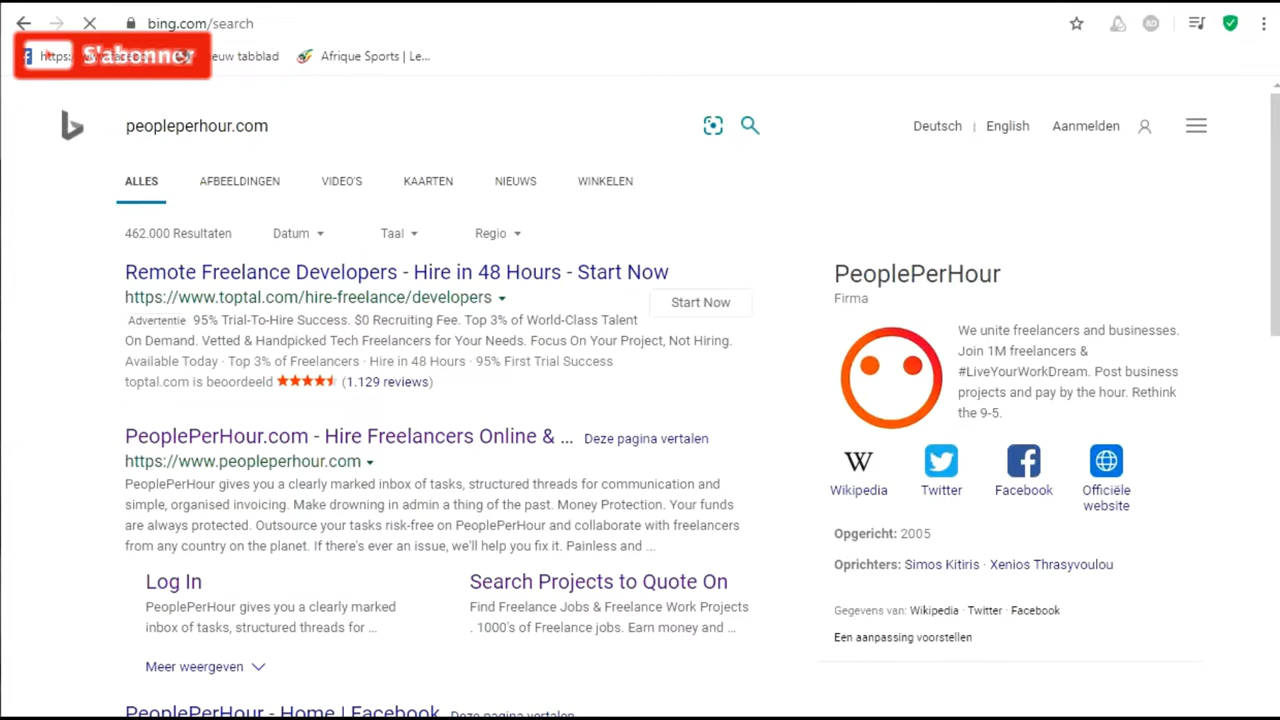 bing.com/search
S'abonner
https:
euw tabblad
Afrique Sports | Le...
peopleperhour.com
Deutsch | English Aanmelden
ALLES AFBEELDINGEN VIDEO'S KAARTEN NIEUWS WINKELEN
462.000 Resultaten Datum Taal Regio
Remote Freelance Developers - Hire in 48 Hours - Start Now
https://www.toptal.com/hire-freelance/developers
Start Now
Advertentie 95% Trial-To-Hire Success. $0 Recruiting Fee. Top 3% of World-Class Talent
On Demand. Vetted & Handpicked Tech Freelancers for Your Needs. Focus On Your Project, Not Hiring.
Available Today · Top 3% of Freelancers · Hire in 48 Hours · 95% First Trial Success
toptal.com is beoordeeld (1.129 reviews)
PeoplePerHour.com - Hire Freelancers Online & ... Deze pagina vertalen
https://www.peopleperhour.com
PeoplePerHour gives you a clearly marked inbox of tasks, structured threads for communication and
simple, organised invoicing. Make drowning in admin a thing of the past. Money Protection. Your funds
are always protected. Outsource your tasks risk-free on PeoplePerHour and collaborate with freelancers
from any country on the planet. If there's ever an issue, we'll help you fix it. Painless and ...
Log In
PeoplePerHour gives you a clearly marked
inbox of tasks, structured threads for ...
Search Projects to Quote On
Find Freelance Jobs & Freelance Work Projects
. 1000's of Freelance jobs. Earn money and ...
Meer weergeven
PeoplePerHour - Home | Facebook Deze pagina vertalen
PeoplePerHour
Firma
We unite freelancers and businesses.
Join 1M freelancers &
#LiveYourWorkDream. Post business
projects and pay by the hour. Rethink
the 9-5.
W
Wikipedia
Twitter
Facebook
Officiële
website
Opgericht: 2005
Oprichters: Simos Kitiris · Xenios Thrasyvoulou
Gegevens van: Wikipedia · Twitter · Facebook
Een aanpassing voorstellen